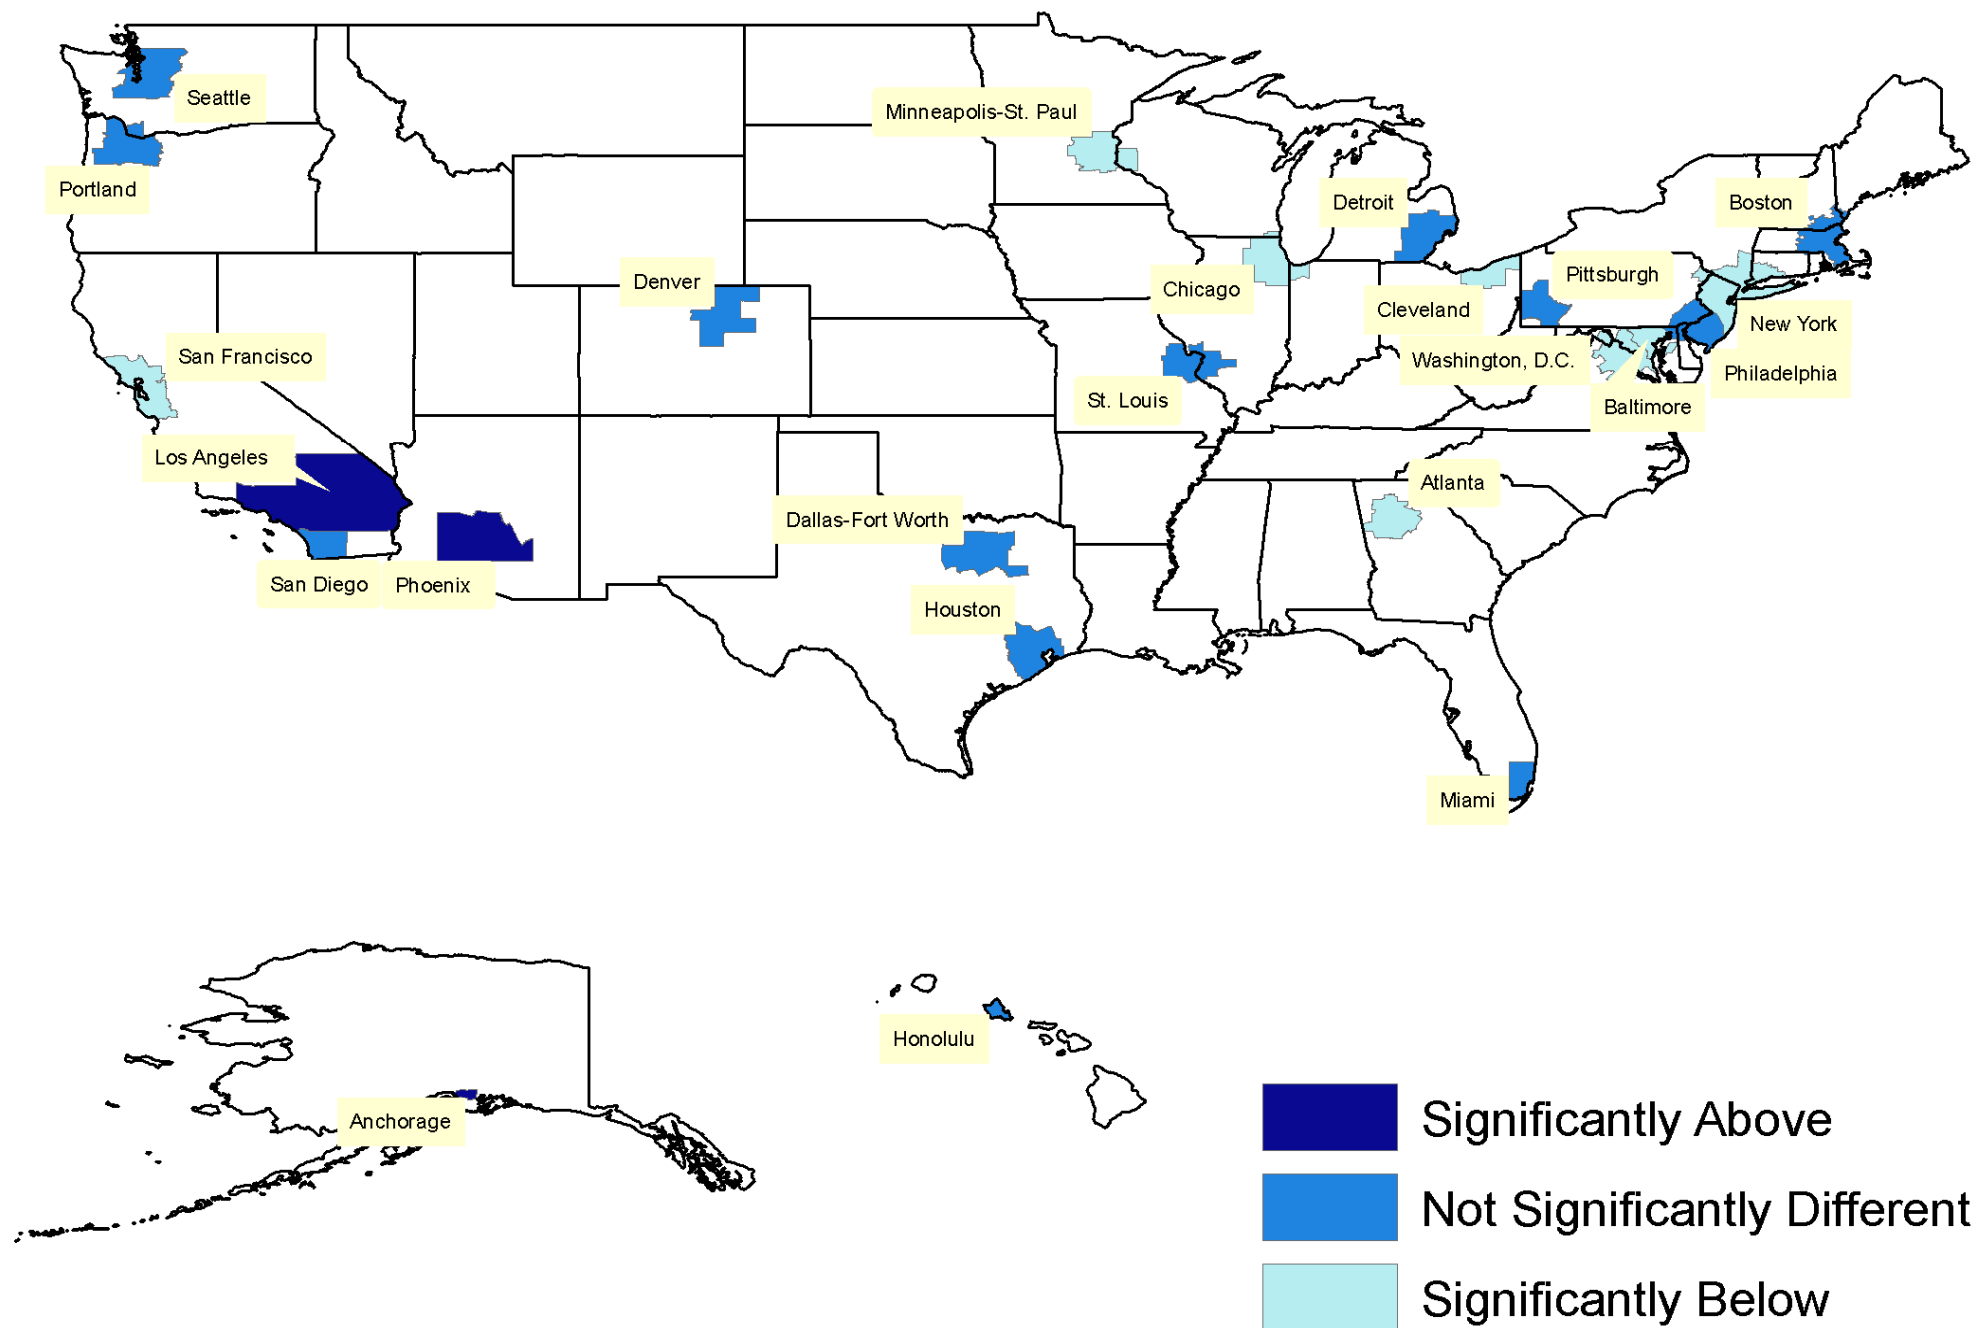 Seattle
Minneapolis-St. Paul
Portland
Detroit
Boston
Denver
Chicago
Pittsburgh
Cleveland
New York
San Francisco
Washington, D.C.
Philadelphia
St. Louis
Baltimore
Los Angeles
Atlanta
Dallas-Fort Worth
San Diego
Phoenix
Houston
Miami
Honolulu
Anchorage
Significantly Above
Not Significantly Different
Significantly Below